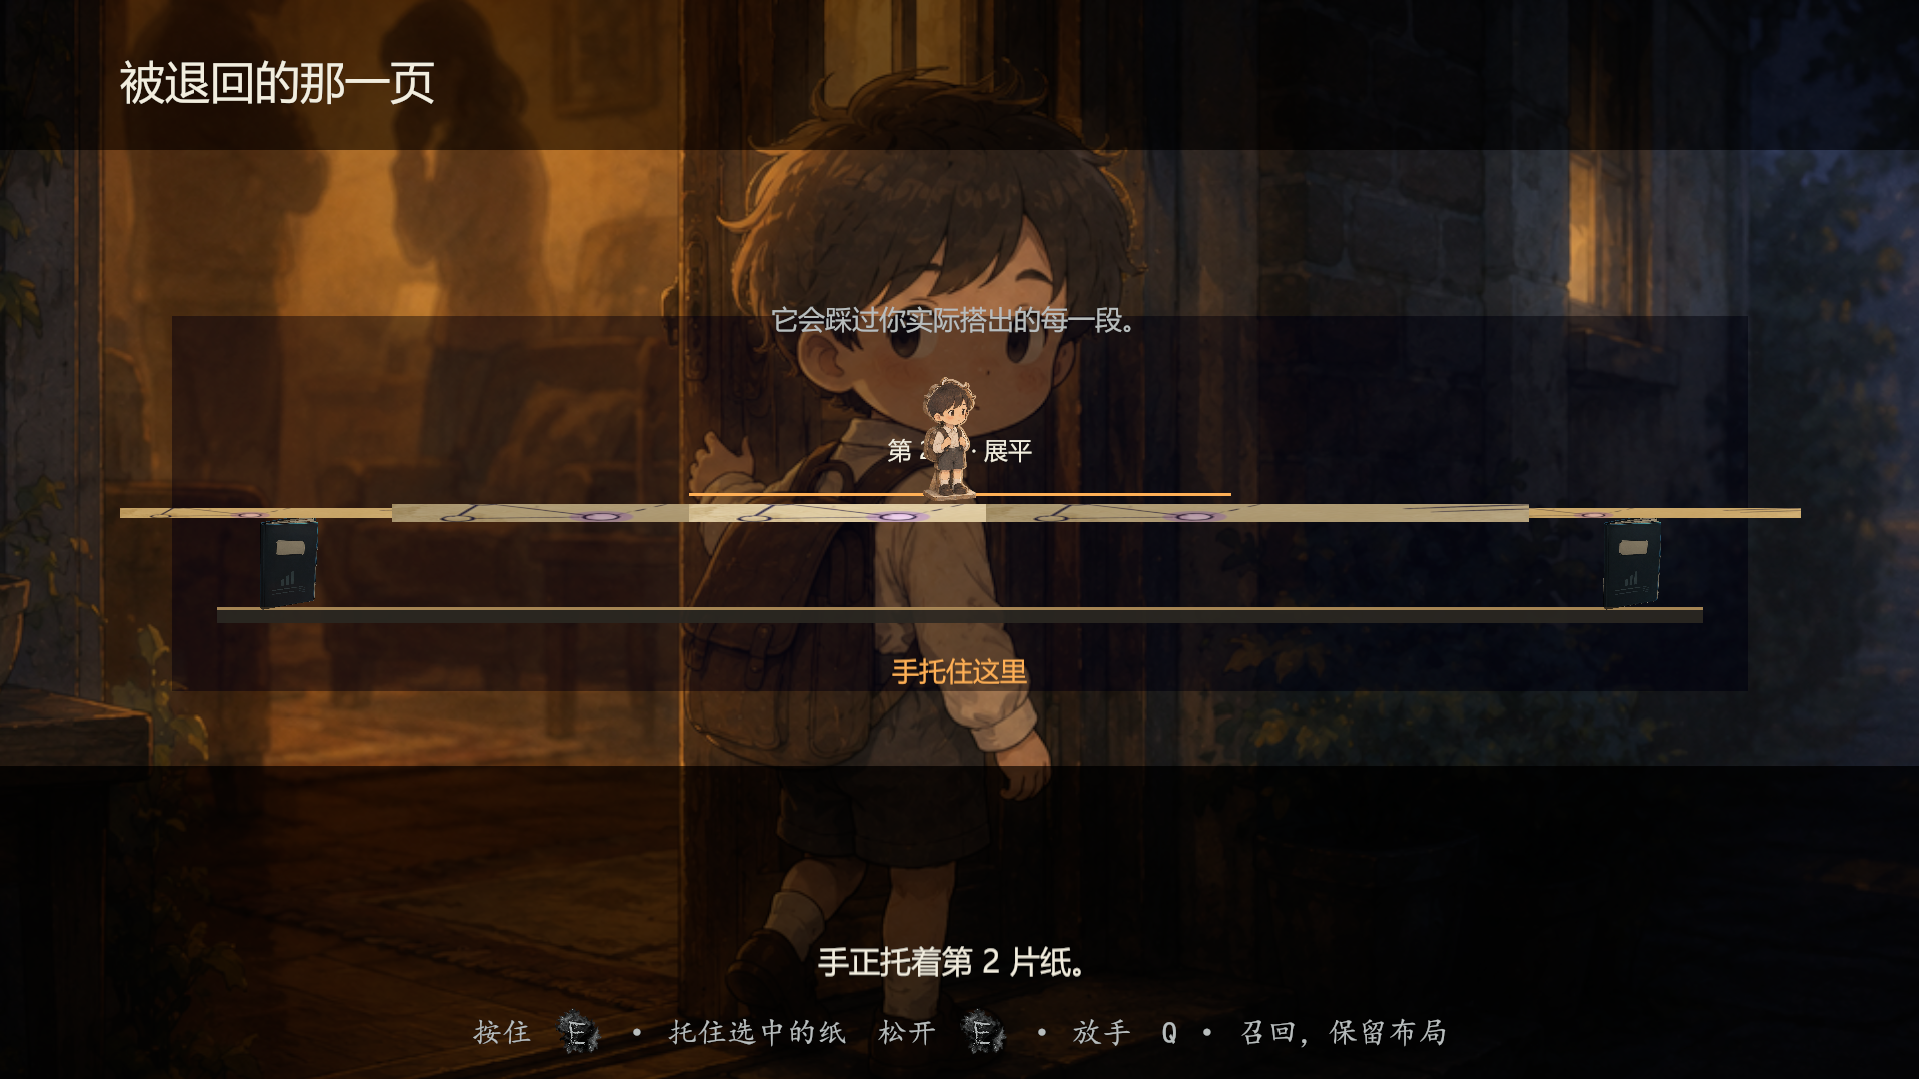 被退回的那一页
它会踩过你实际搭出的每一段。
第 2 · 展平
手托住这里
手正托着第 2 片纸。
按住 E · 托住选中的纸 松开 E · 放手 Q · 召回，保留布局